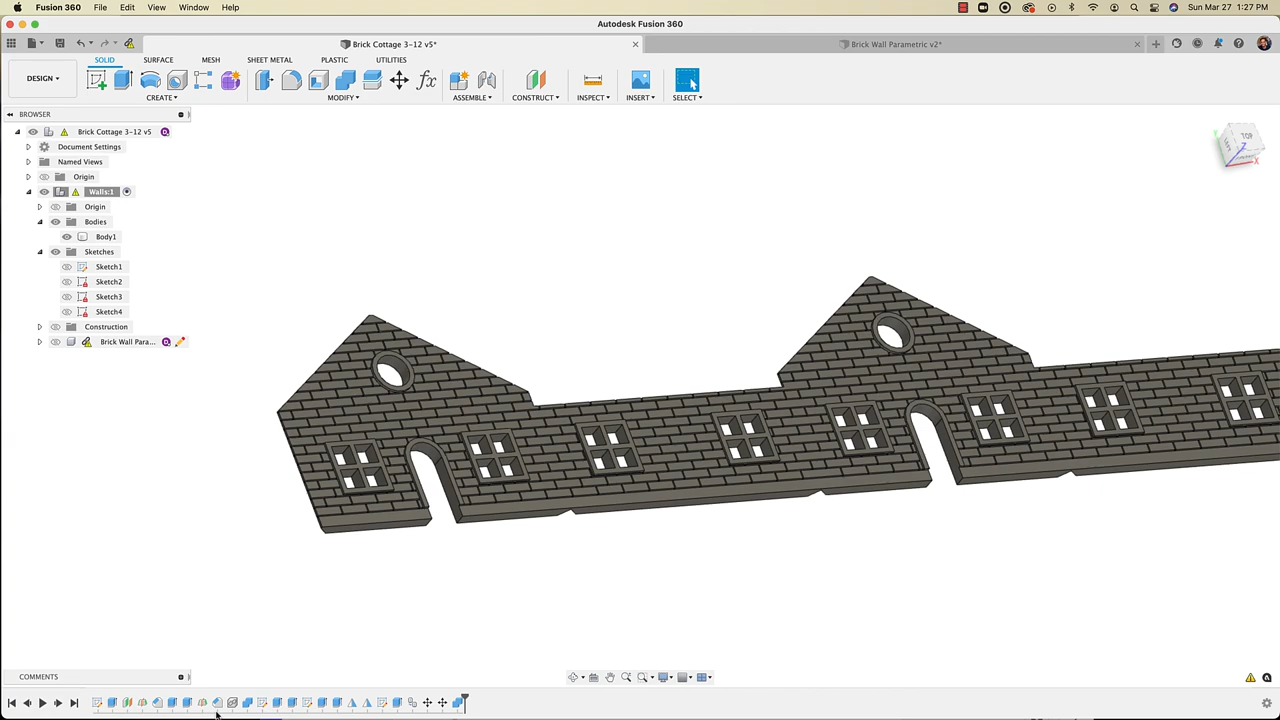 Fusion 360 File Edit View Window Help Sun Mar 27 1:27 PM
Autodesk Fusion 360
Brick Cottage 3-12 v5* Brick Wall Parametric v2*
SOLID SURFACE MESH SHEET METAL PLASTIC UTILITIES
DESIGN
CREATE MODIFY ASSEMBLE CONSTRUCT INSPECT INSERT SELECT
BROWSER
Brick Cottage 3-12 v5
Document Settings
Named Views
Origin
Walls:1
Origin
Bodies
Body1
Sketches
Sketch1
Sketch2
Sketch3
Sketch4
Construction
Brick Wall Para...
TOP
LEFT
X
Y
Z
COMMENTS